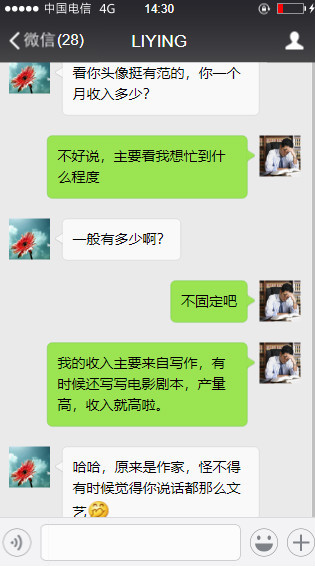 中国电信 4G 14:30
微信(28) LIYING
看你头像挺有范的，你一个
月收入多少？
不好说，主要看我想忙到什
么程度
一般有多少啊？
不固定吧
我的收入主要来自写作，有
时候还写写电影剧本，产量
高，收入就高啦。
哈哈，原来是作家，怪不得
有时候觉得你说话都那么文
艺